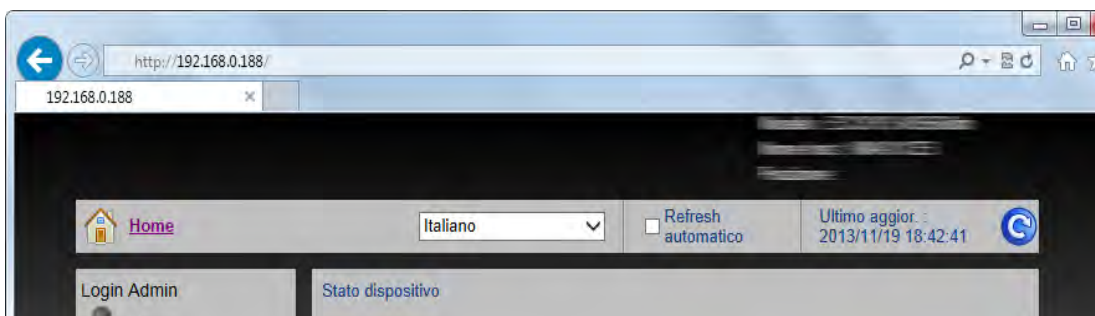 http://192.168.0.188/
192.168.0.188
Home
Italiano
Refresh
automatico
Ultimo aggior. :
2013/11/19 18:42:41
Login Admin
Stato dispositivo